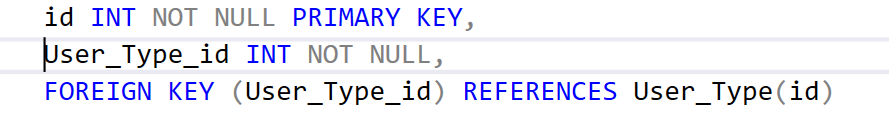 id INT NOT NULL PRIMARY KEY,
User_Type_id INT NOT NULL,
FOREIGN KEY (User_Type_id) REFERENCES User_Type(id)